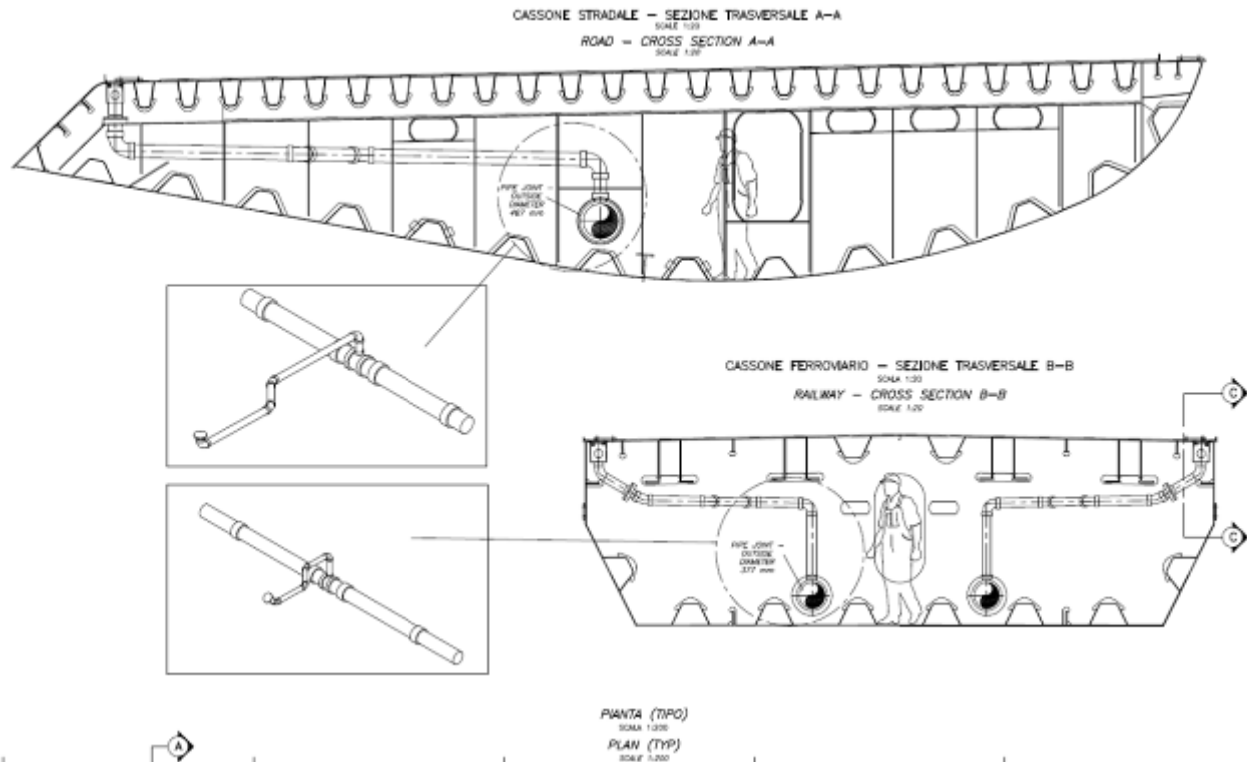 CASSONE STRADALE – SEZIONE TRASVERSALE A–A
SCALE 1:20
ROAD – CROSS SECTION A–A
SCALE 1:20
PIPE JOINT –
OUTSIDE
DIAMETER
467 mm
CASSONE FERROVIARIO – SEZIONE TRASVERSALE B–B
SCALA 1:20
RAILWAY – CROSS SECTION B–B
SCALE 1:20
C
C
PIPE JOINT –
OUTSIDE
DIAMETER
377 mm
PIANTA (TIPO)
SCALA 1:200
PLAN (TYP)
SCALE 1:200
A